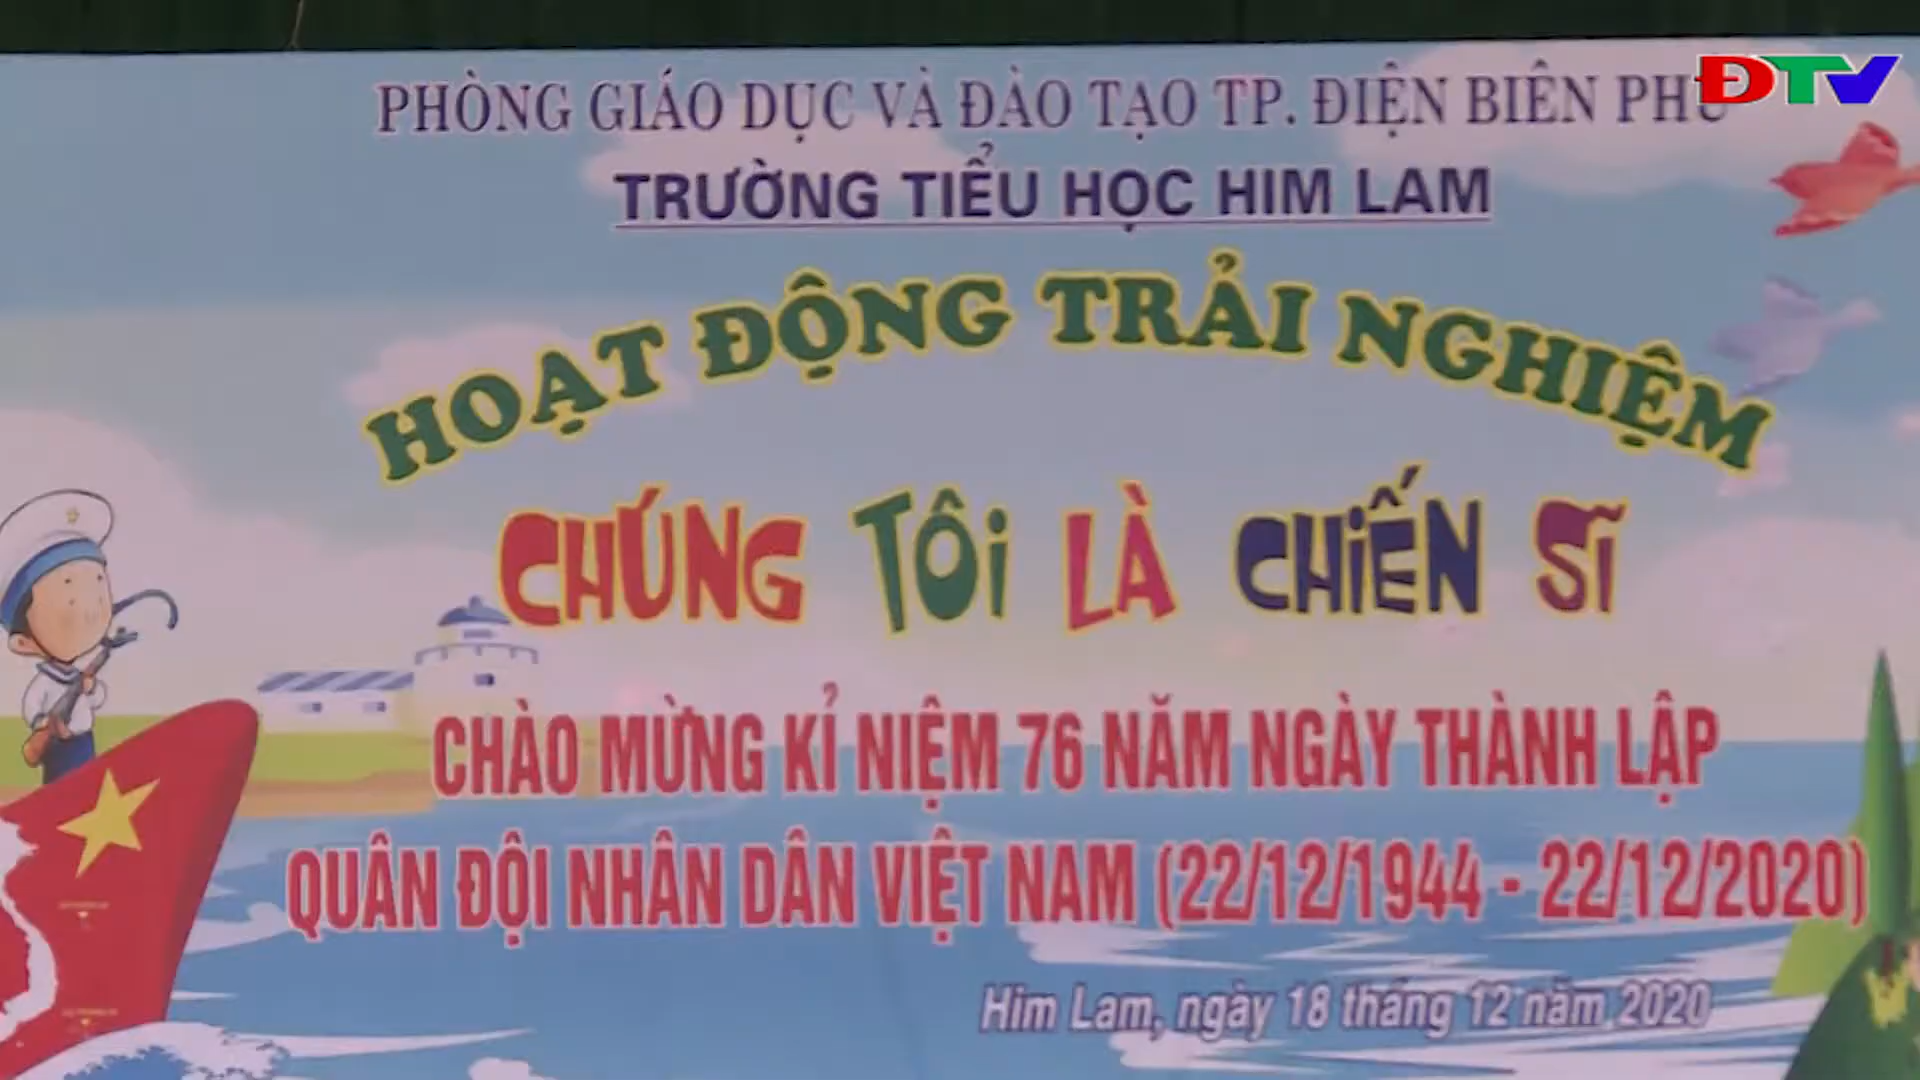 ĐTV
PHÒNG GIÁO DỤC VÀ ĐÀO TẠO TP. ĐIỆN BIÊN PHỦ
TRƯỜNG TIỂU HỌC HIM LAM
HOẠT ĐỘNG TRẢI NGHIỆM
CHÚNG TÔI LÀ CHIẾN SĨ
CHÀO MỪNG KỈ NIỆM 76 NĂM NGÀY THÀNH LẬP
QUÂN ĐỘI NHÂN DÂN VIỆT NAM (22/12/1944 - 22/12/2020)
Him Lam, ngày 18 tháng 12 năm 2020